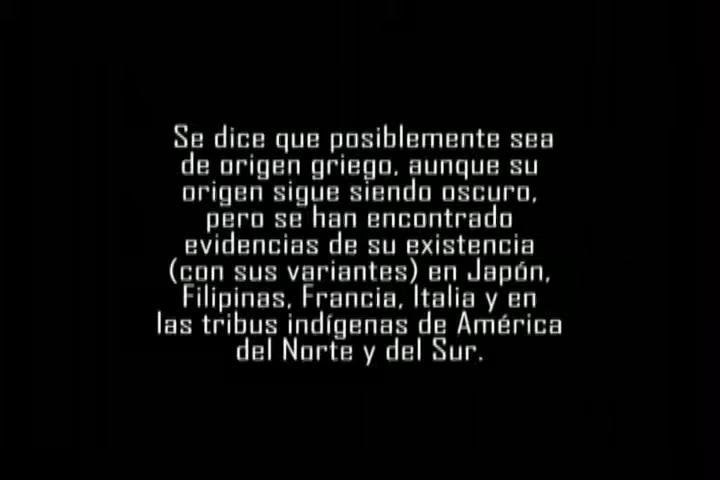 Se dice que posiblemente sea
de origen griego, aunque su
origen sigue siendo oscuro,
pero se han encontrado
evidencias de su existencia
(con sus variantes) en Japón,
Filipinas, Francia, Italia y en
las tribus indígenas de América
del Norte y del Sur.